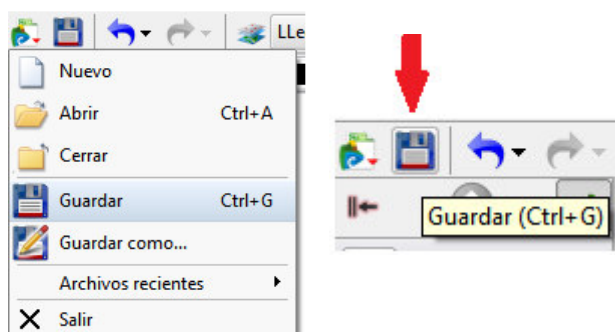 LLe
Nuevo
Abrir Ctrl+A
Cerrar
Guardar Ctrl+G
Guardar como...
Archivos recientes
Salir
Guardar (Ctrl+G)